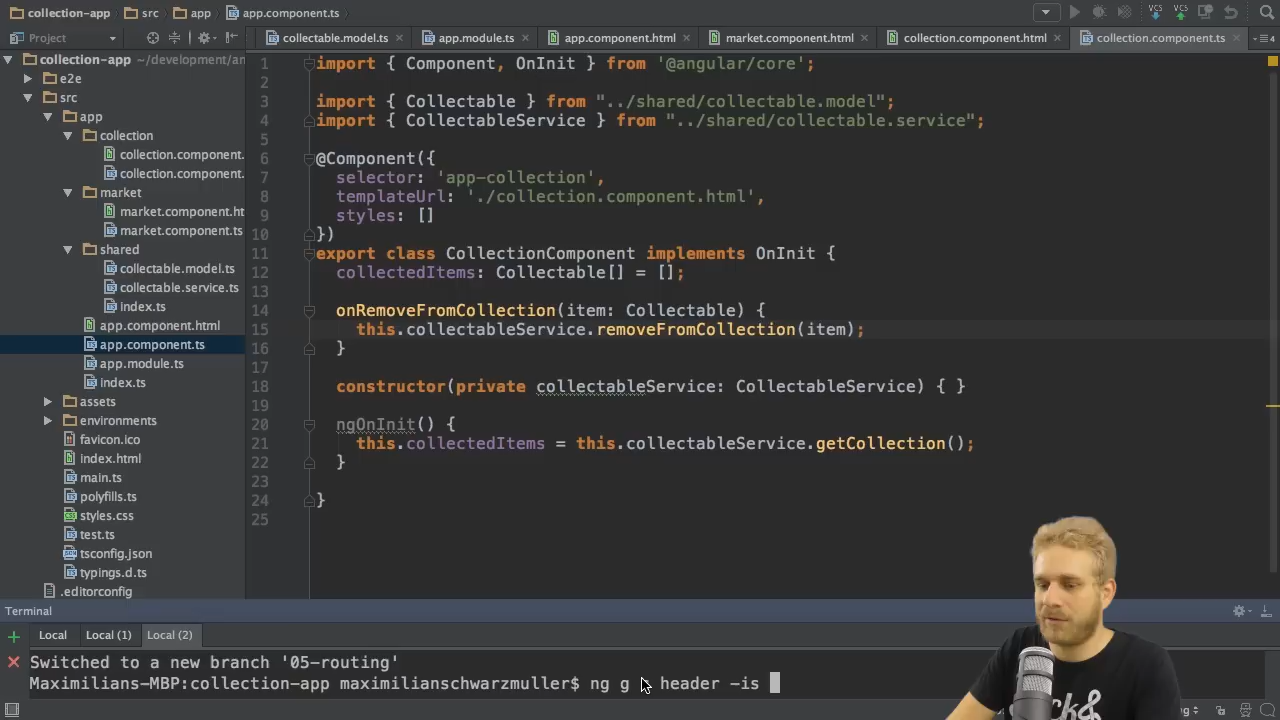 collection-app src app app.component.ts
Project collectable.model.ts app.module.ts app.component.html market.component.html collection.component.html collection.component.ts
collection-app ~/development/an
e2e
src
app
collection
collection.component.
collection.component.
market
market.component.ht
market.component.ts
shared
collectable.model.ts
collectable.service.ts
index.ts
app.component.html
app.component.ts
app.module.ts
index.ts
assets
environments
favicon.ico
index.html
main.ts
polyfills.ts
styles.css
test.ts
tsconfig.json
typings.d.ts
.editorconfig
1 import { Component, OnInit } from '@angular/core';
2
3 import { Collectable } from "../shared/collectable.model";
4 import { CollectableService } from "../shared/collectable.service";
5
6 @Component({
7 selector: 'app-collection',
8 templateUrl: './collection.component.html',
9 styles: []
10 })
11 export class CollectionComponent implements OnInit {
12 collectedItems: Collectable[] = [];
13
14 onRemoveFromCollection(item: Collectable) {
15 this.collectableService.removeFromCollection(item);
16 }
17
18 constructor(private collectableService: CollectableService) { }
19
20 ngOnInit() {
21 this.collectedItems = this.collectableService.getCollection();
22 }
23
24 }
25
Terminal
Local Local (1) Local (2)
Switched to a new branch '05-routing'
Maximilians-MBP:collection-app maximilianschwarzmuller$ ng g header -is